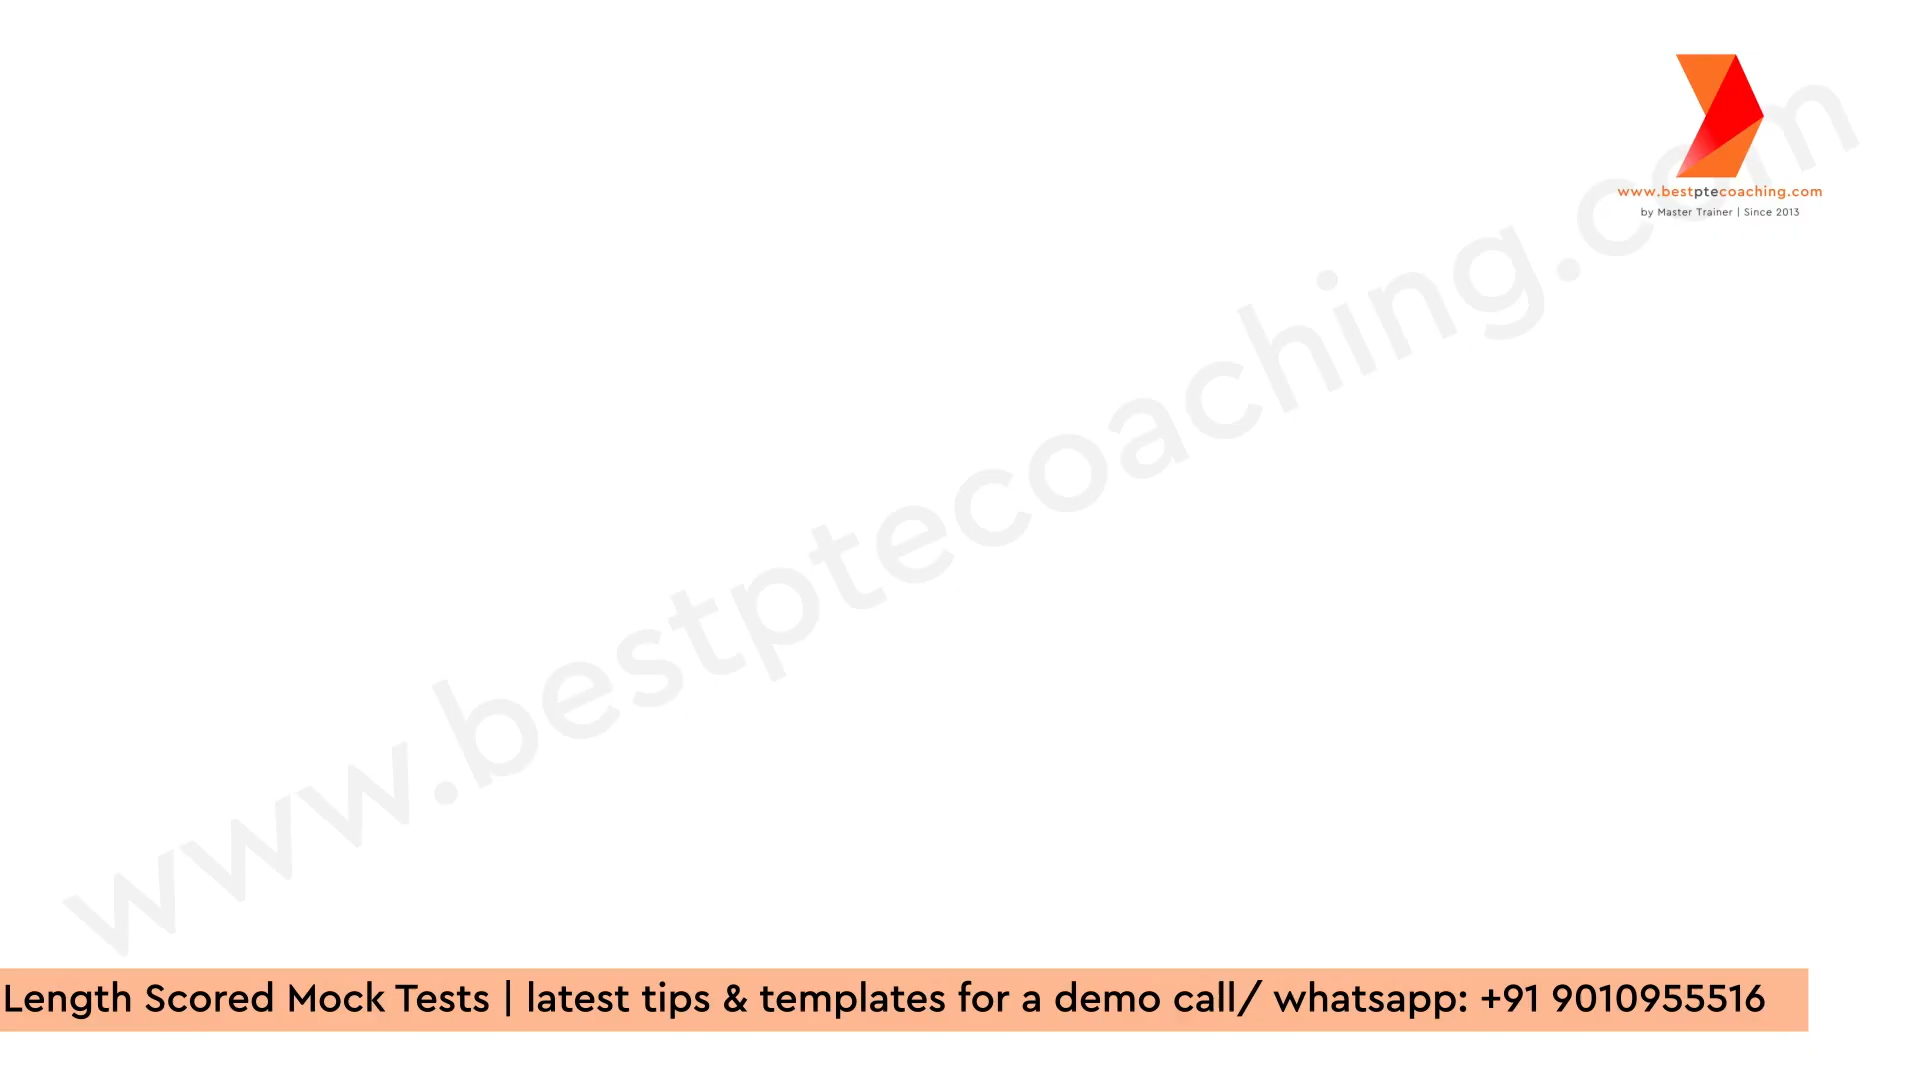 www.bestptecoaching.com
by Master Trainer | Since 2013
www.bestptecoaching.com
Length Scored Mock Tests | latest tips & templates for a demo call/ whatsapp: +91 9010955516